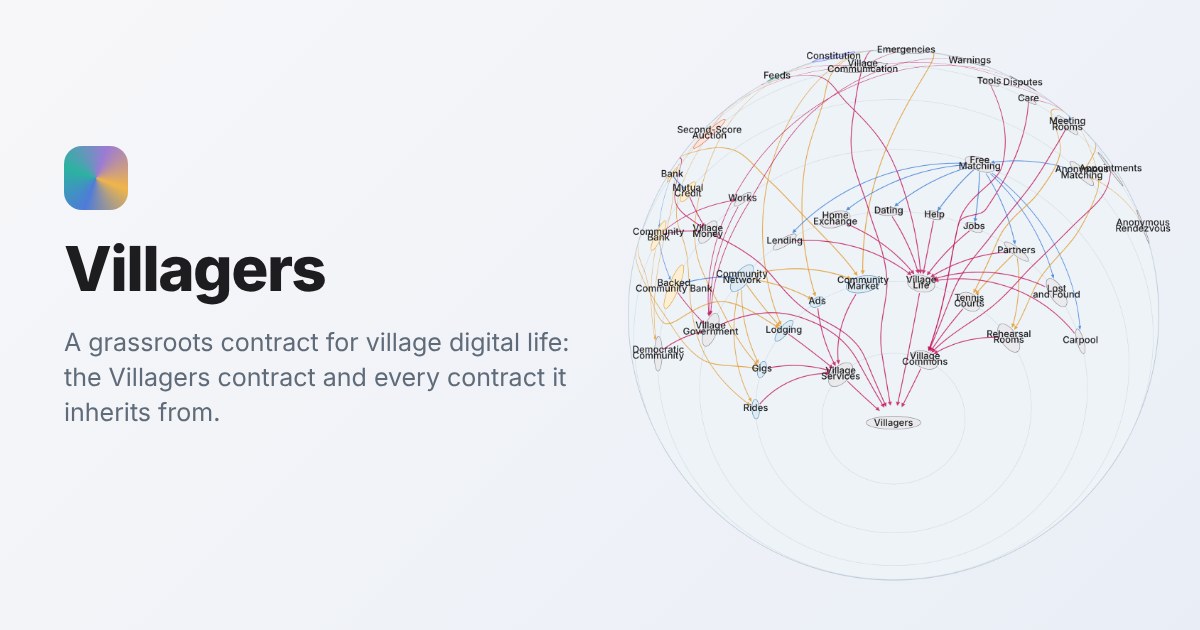 Villagers
A grassroots contract for village digital life:
the Villagers contract and every contract it
inherits from.
Emergencies
Constitution
Village
Communication
Warnings
Feeds
Tools
Disputes
Care
Second-Score
Auction
Meeting
Rooms
Free
Matching
Anonymous
Matching
Appointments
Bank
Mutual
Credit
Works
Home
Exchange
Dating
Help
Jobs
Anonymous
Rendezvous
Community
Bank
Village
Money
Lending
Partners
Community
Network
Backed
Community Bank
Community
Market
Village
Life
Lost
and Found
Ads
Tennis
Courts
Village
Government
Lodging
Rehearsal
Rooms
Carpool
Democratic
Community
Gigs
Village
Services
Village
Commons
Rides
Villagers